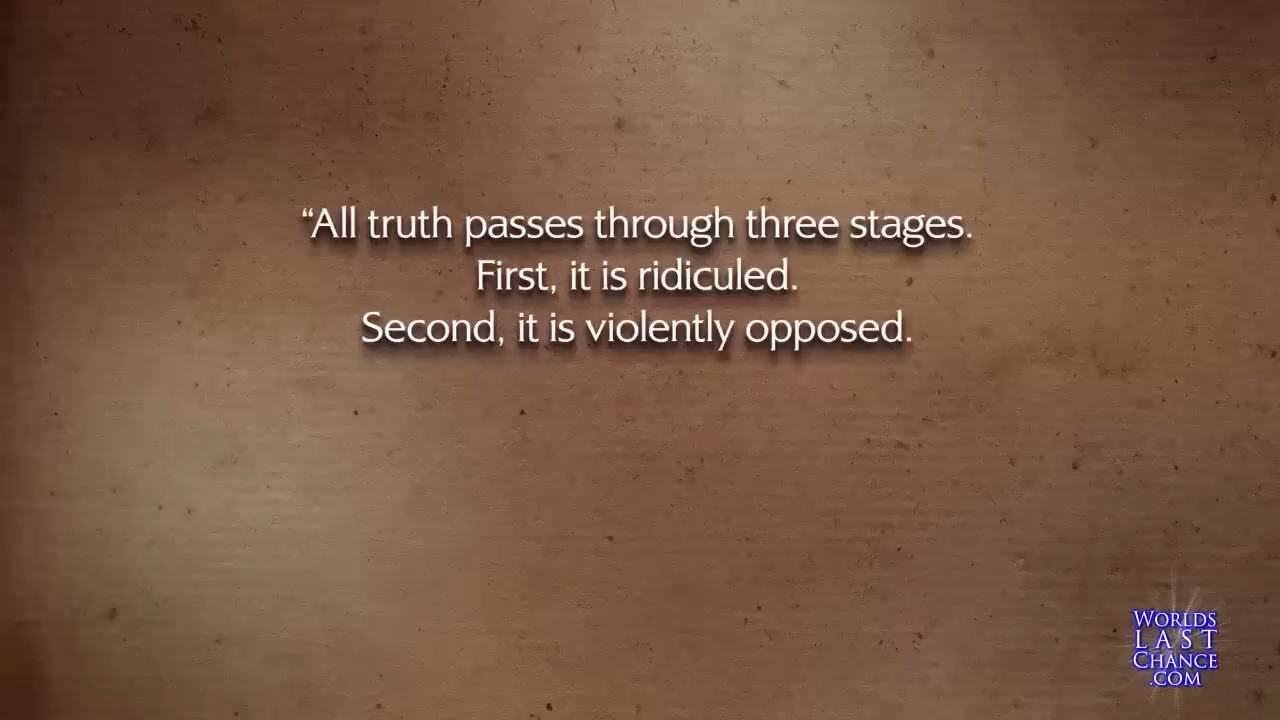 “All truth passes through three stages.
First, it is ridiculed.
Second, it is violently opposed.
WORLDS
LAST
CHANCE
.COM